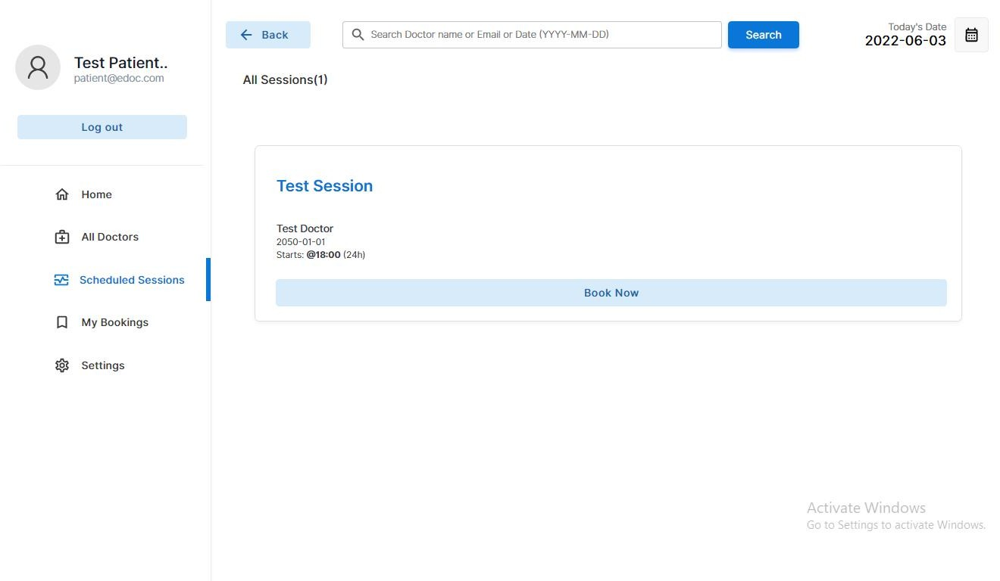 Test Patient..
patient@edoc.com
Log out
Home
All Doctors
Scheduled Sessions
My Bookings
Settings
Back
Search Doctor name or Email or Date (YYYY-MM-DD)
Search
Today's Date
2022-06-03
All Sessions(1)
Test Session
Test Doctor
2050-01-01
Starts: @18:00 (24h)
Book Now
Activate Windows
Go to Settings to activate Windows.